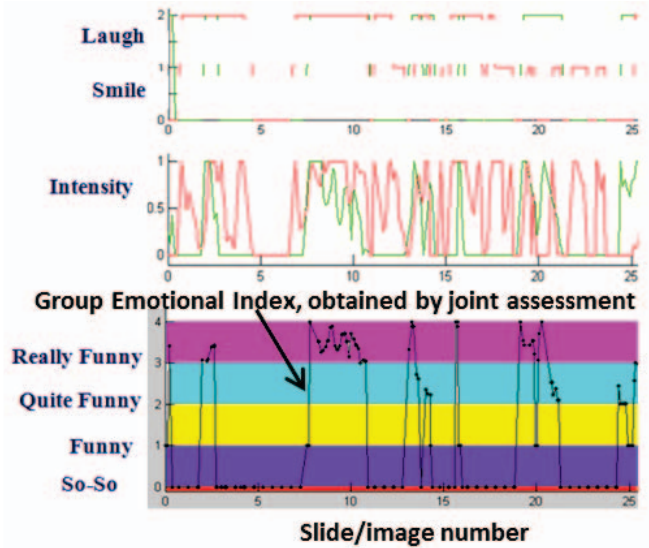 2
Laugh
1
Smile
0
0 5 10 15 20 25
1
Intensity
0.5
0
0 5 10 15 20 25
Group Emotional Index, obtained by joint assessment
4
Really Funny
3
Quite Funny
2
Funny
1
So-So
0
0 5 10 15 20 25
Slide/image number